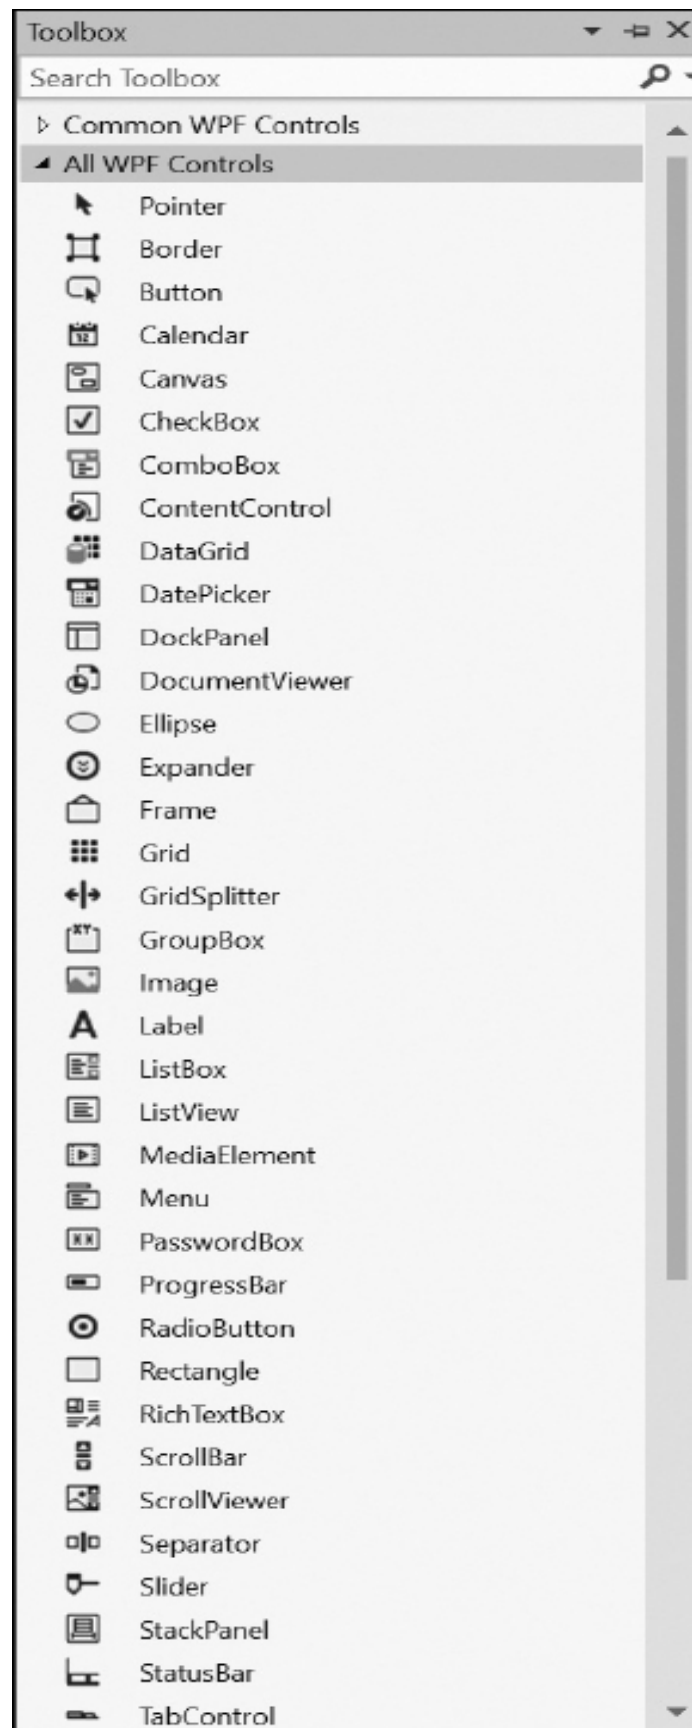 Toolbox
Search Toolbox
Common WPF Controls
All WPF Controls
Pointer
Border
Button
Calendar
Canvas
CheckBox
ComboBox
ContentControl
DataGrid
DatePicker
DockPanel
DocumentViewer
Ellipse
Expander
Frame
Grid
GridSplitter
GroupBox
Image
Label
ListBox
ListView
MediaElement
Menu
PasswordBox
ProgressBar
RadioButton
Rectangle
RichTextBox
ScrollBar
ScrollViewer
Separator
Slider
StackPanel
StatusBar
TabControl